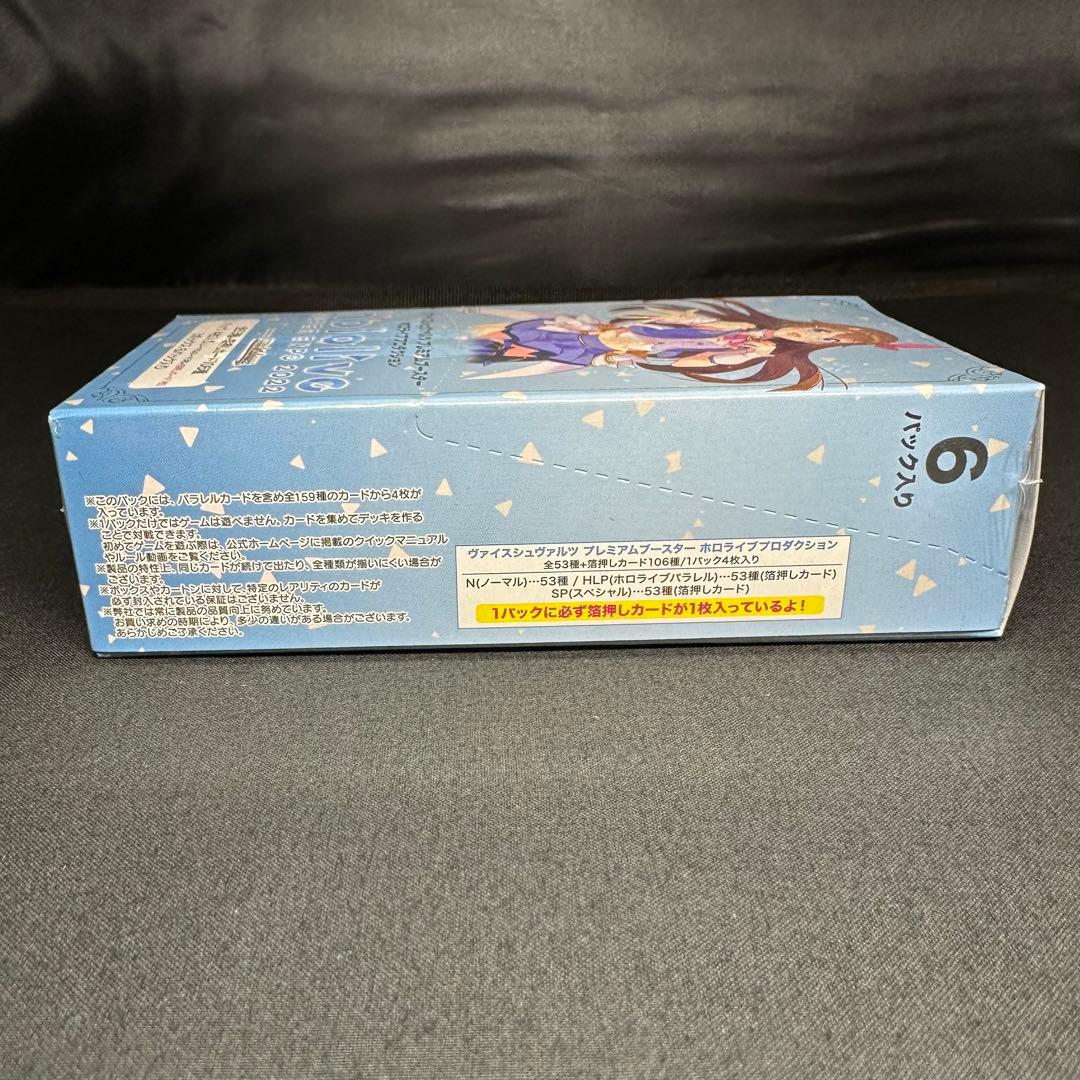 hololive
EXPO 2022
6
パックス入り
※このパックには、パラレルカードを含め全159種のカードから4枚が
入っています。
※1パックだけではゲームは遊べません。カードを集めてデッキを作る
ことで対戦できます。
初めてゲームを遊ぶ際は、公式ホームページに掲載のクイックマニュアル
やルール動画をご覧ください。
※製品の特性上、同じカードが続けて出たり、全種類が揃いにくい場合が
ございます。
※ボックスやカートンに対して、特定のレアリティのカードが
必ず封入されている保証はございません。
※弊社では常に製品の品質向上に努めています。
お買い求めの時期により、多少の違いがある場合がございます。
あらかじめご了承ください。
ヴァイスシュヴァルツ プレミアムブースター ホロライブプロダクション
全53種+箔押しカード106種/1パック4枚入り
N(ノーマル)…53種 / HLP(ホロライブパラレル)…53種(箔押しカード)
SP(スペシャル)…53種(箔押しカード)
1パックに必ず箔押しカードが1枚入っているよ!